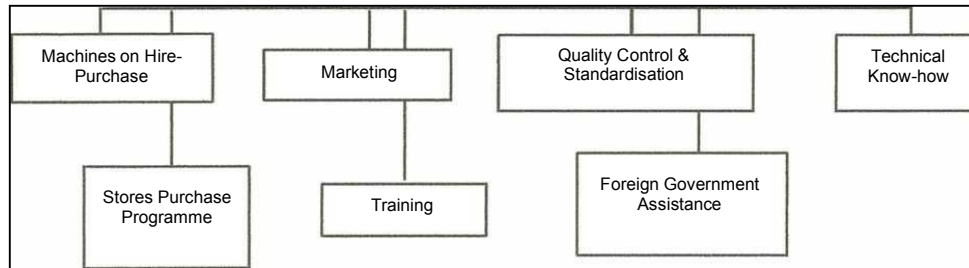 Machines on Hire-
Purchase
Marketing
Quality Control &
Standardisation
Technical
Know-how
Stores Purchase
Programme
Training
Foreign Government
Assistance